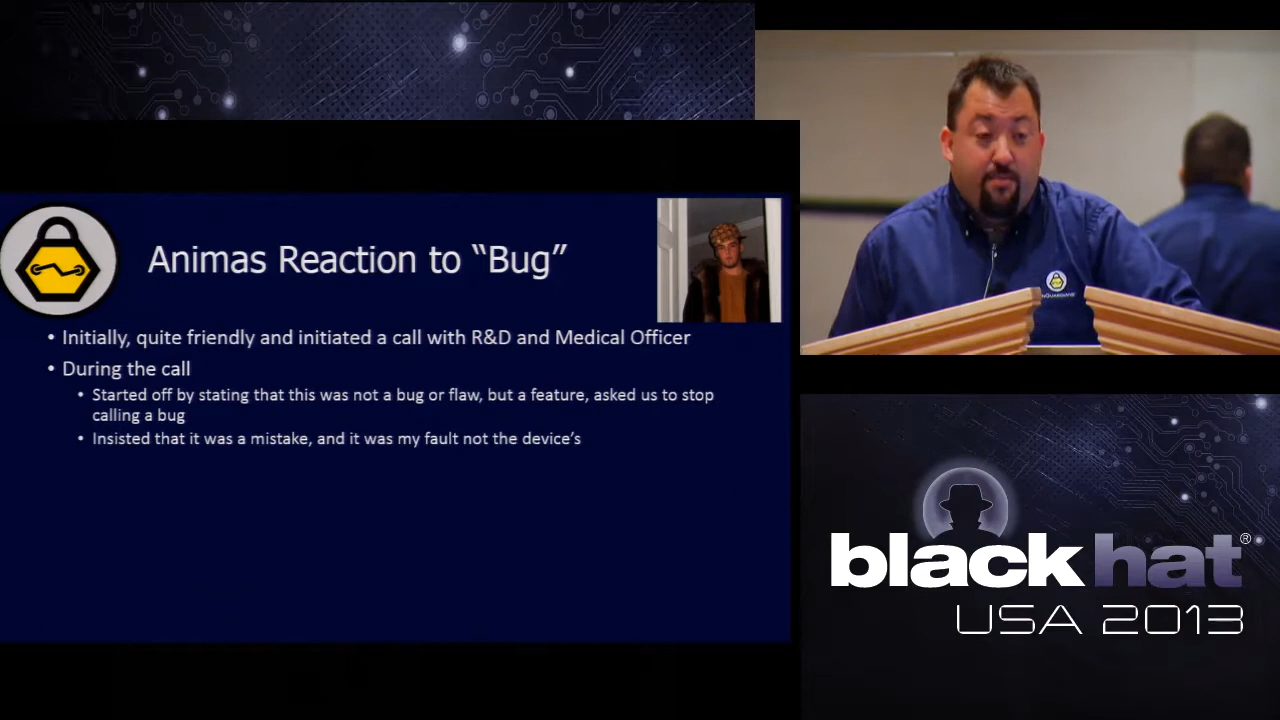 Animas Reaction to “Bug”
• Initially, quite friendly and initiated a call with R&D and Medical Officer
• During the call
• Started off by stating that this was not a bug or flaw, but a feature, asked us to stop
calling a bug
• Insisted that it was a mistake, and it was my fault not the device's
black hat®
USA 2013